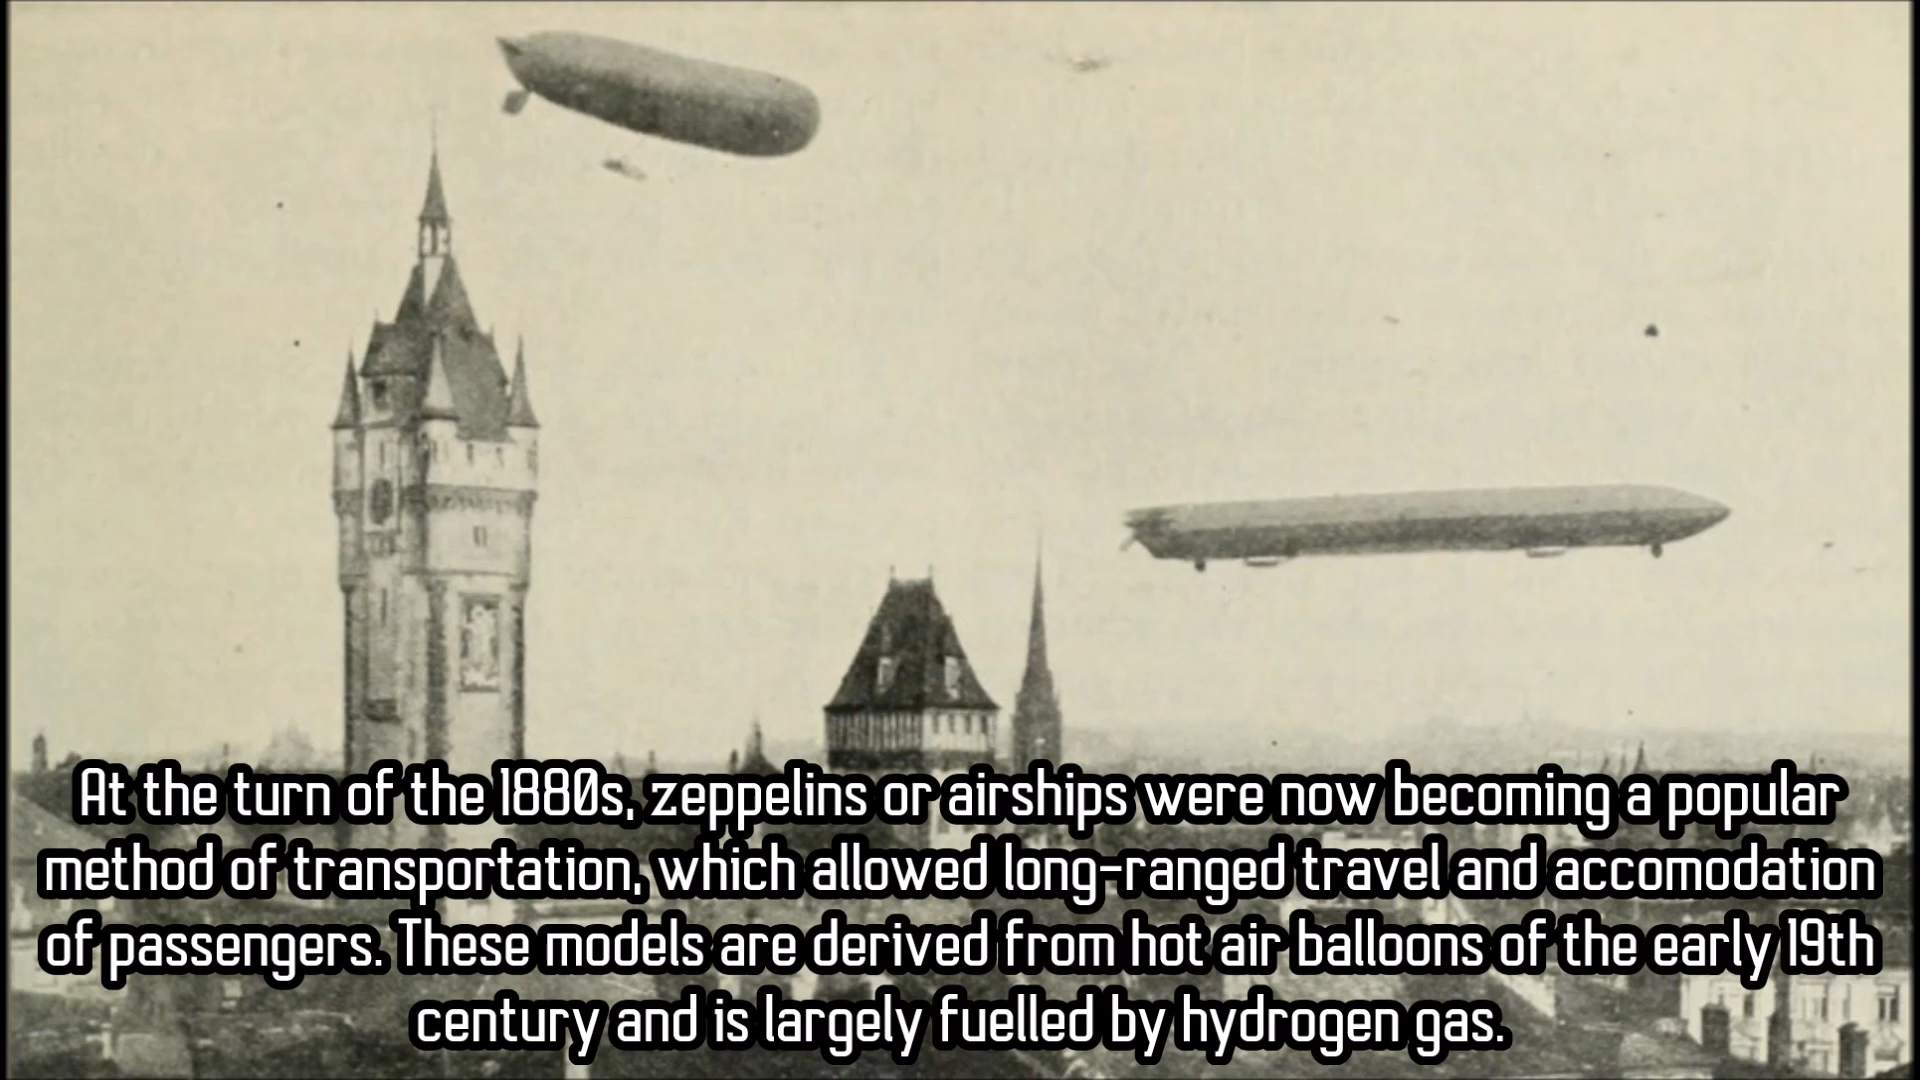 At the turn of the 1880s, zeppelins or airships were now becoming a popular
method of transportation, which allowed long-ranged travel and accomodation
of passengers. These models are derived from hot air balloons of the early 19th
century and is largely fuelled by hydrogen gas.